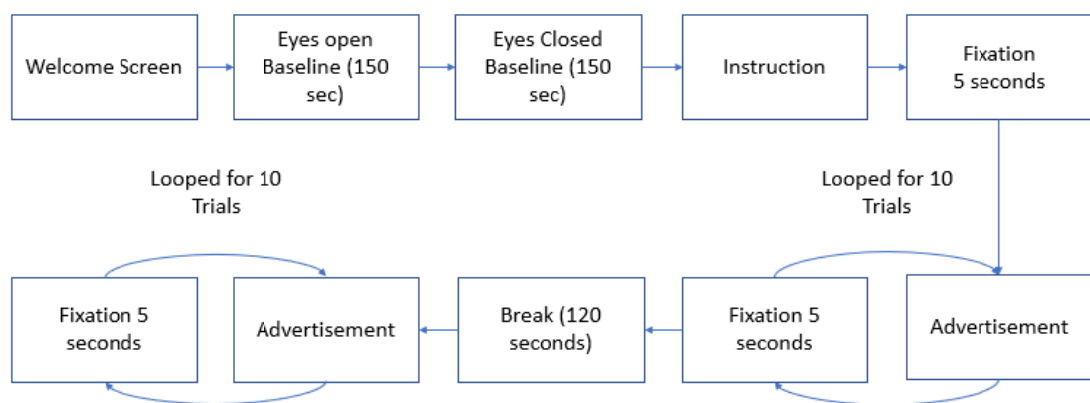 Welcome Screen
Eyes open
Baseline (150
sec)
Eyes Closed
Baseline (150
sec)
Instruction
Fixation
5 seconds
Looped for 10
Trials
Looped for 10
Trials
Fixation 5
seconds
Advertisement
Break (120
seconds)
Fixation 5
seconds
Advertisement